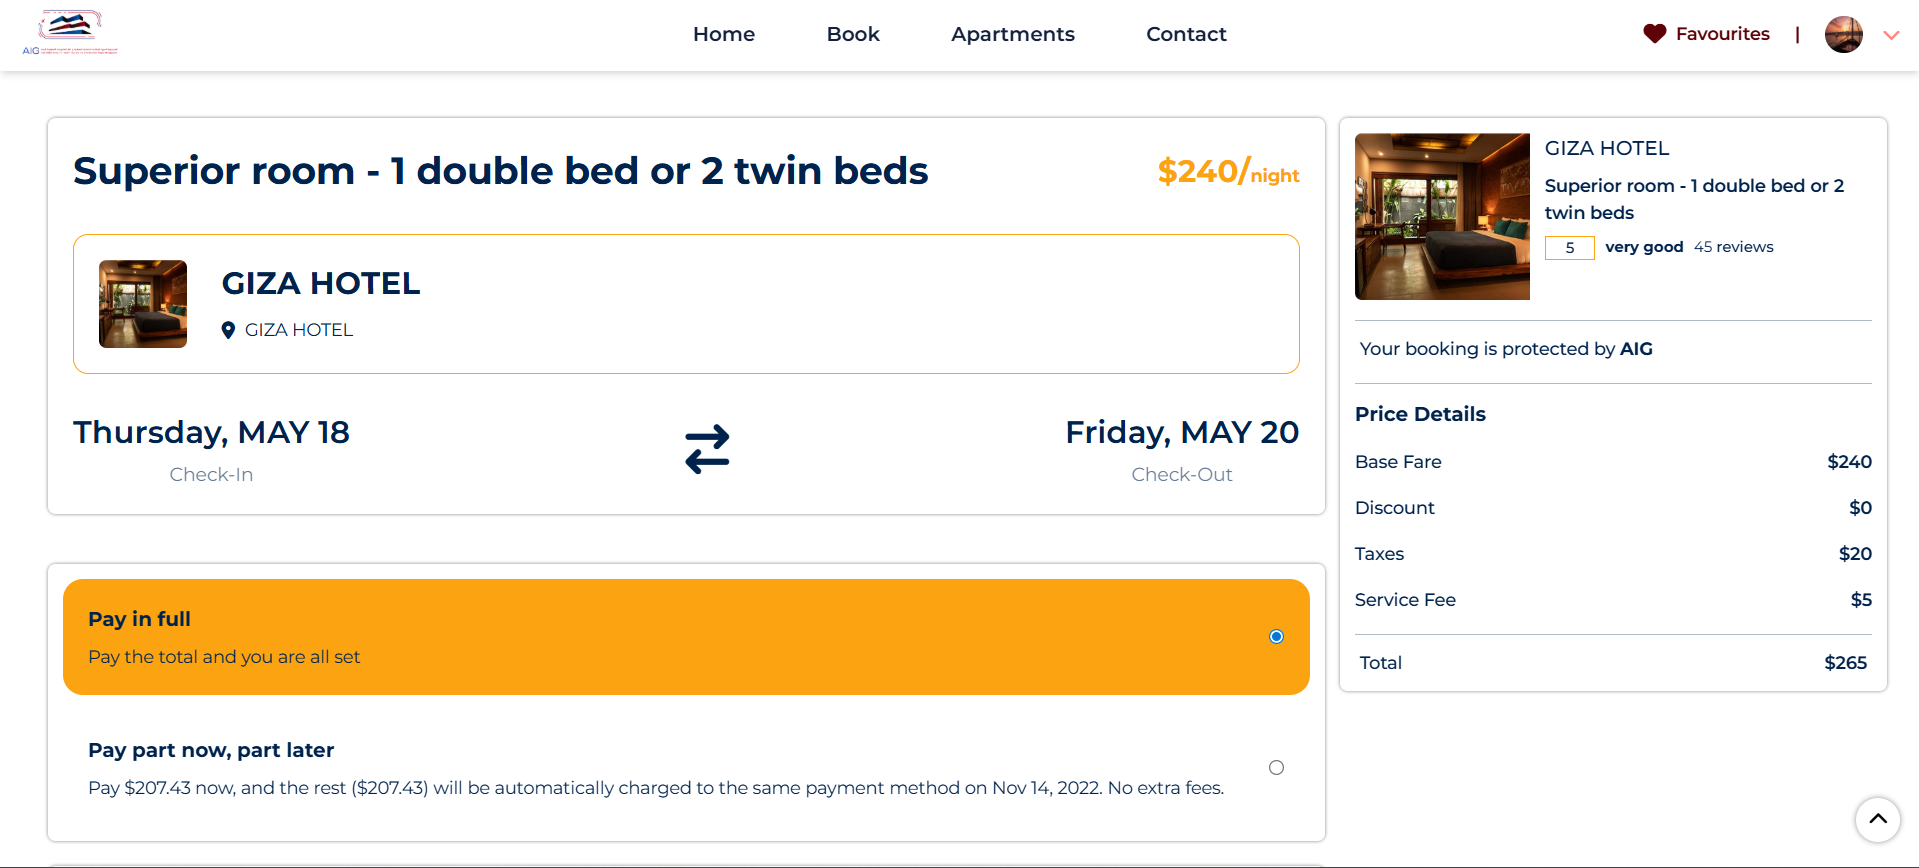 AIG
Home
Book
Apartments
Contact
Favourites
|
Superior room - 1 double bed or 2 twin beds
$240/night
GIZA HOTEL
GIZA HOTEL
Thursday, MAY 18
Check-In
Friday, MAY 20
Check-Out
Pay in full
Pay the total and you are all set
Pay part now, part later
Pay $207.43 now, and the rest ($207.43) will be automatically charged to the same payment method on Nov 14, 2022. No extra fees.
GIZA HOTEL
Superior room - 1 double bed or 2
twin beds
5 very good 45 reviews
Your booking is protected by AIG
Price Details
Base Fare $240
Discount $0
Taxes $20
Service Fee $5
Total $265